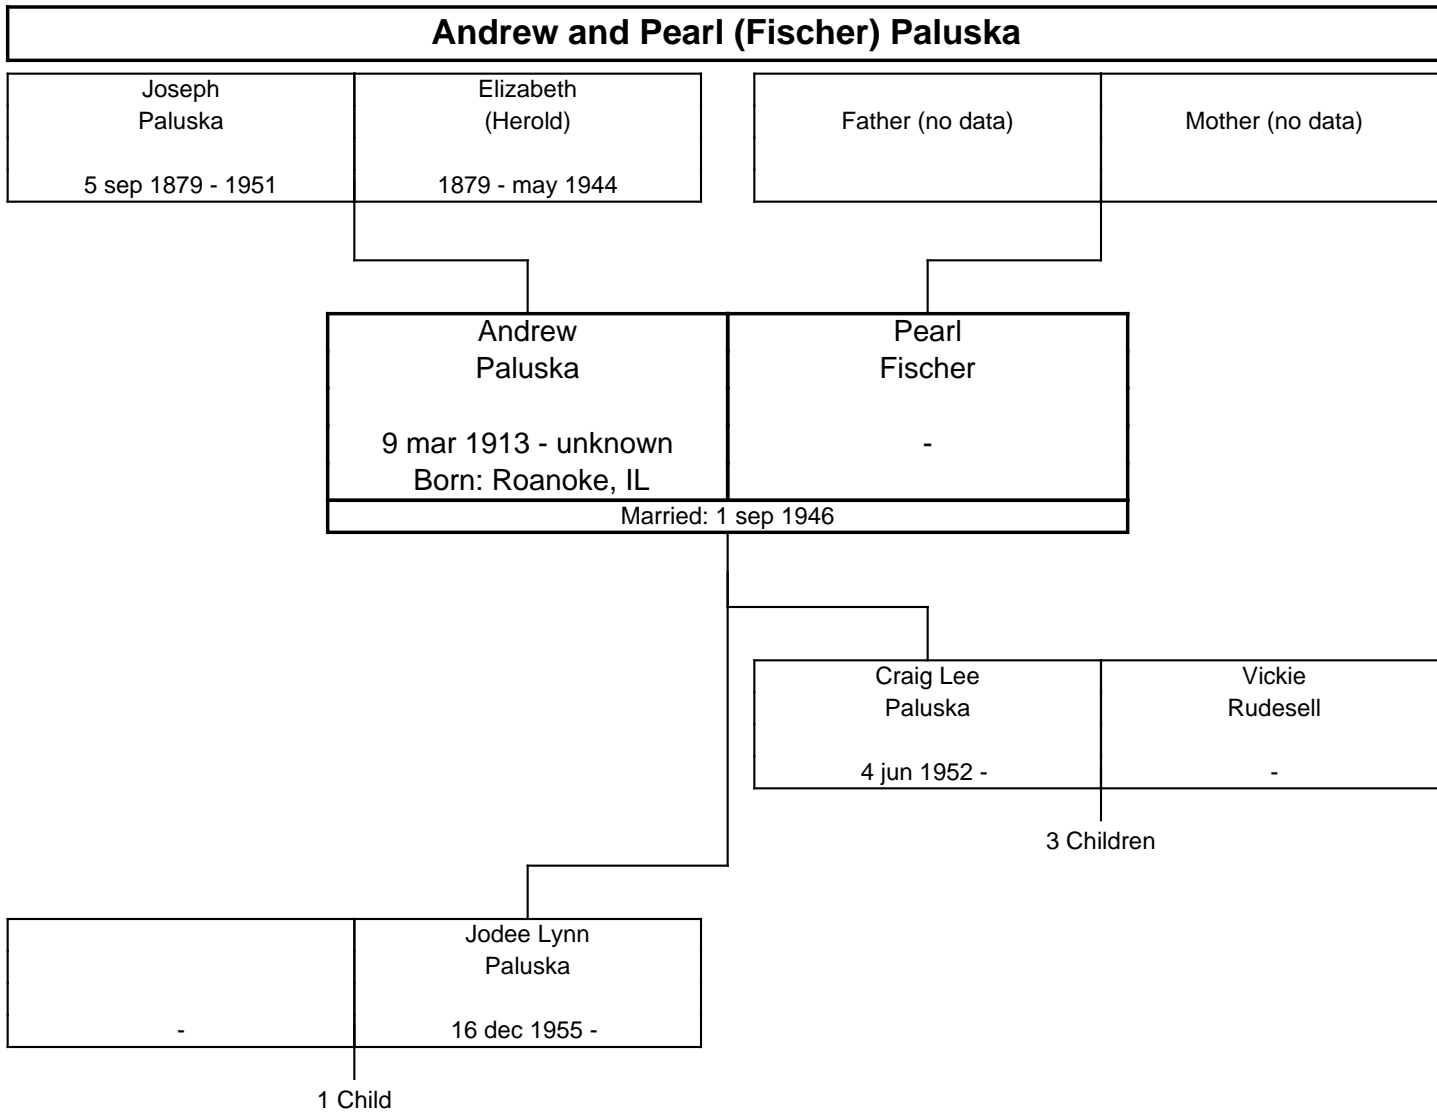 Andrew and Pearl (Fischer) Paluska
Joseph
Paluska
5 sep 1879 - 1951
Elizabeth
(Herold)
1879 - may 1944
Father (no data)
Mother (no data)
Andrew
Paluska
9 mar 1913 - unknown
Born: Roanoke, IL
Pearl
Fischer
-
Married: 1 sep 1946
Craig Lee
Paluska
4 jun 1952 -
Vickie
Rudesell
-
3 Children
-
Jodee Lynn
Paluska
16 dec 1955 -
1 Child